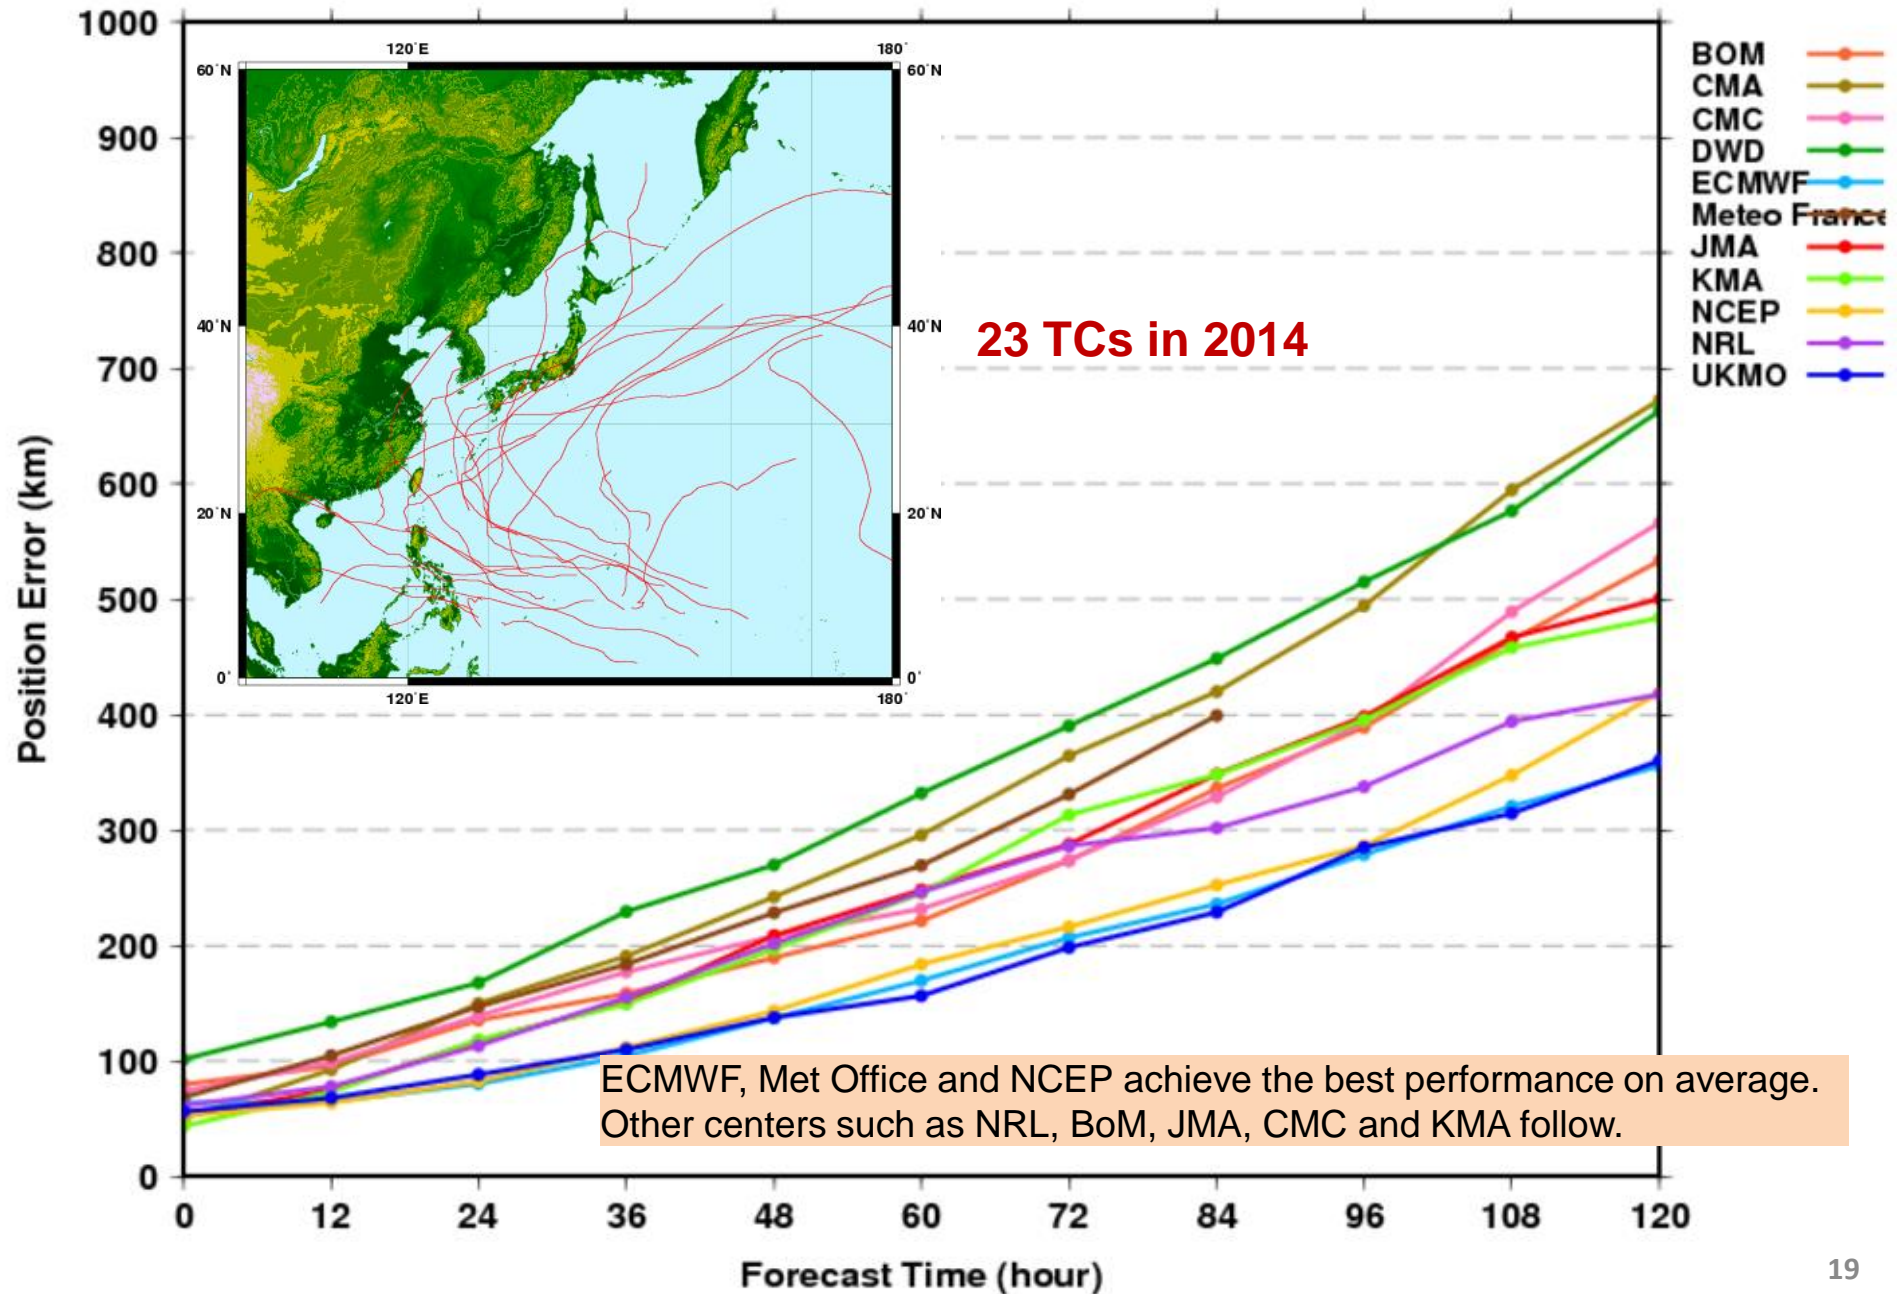 1000
900
800
700
600
500
400
300
200
100
0
Position Error (km)
120°E
180°
60°N
60°N
40°N
40°N
20°N
20°N
0°
0°
120°E
180°
23 TCs in 2014
BOM
CMA
CMC
DWD
ECMWF
Meteo France
JMA
KMA
NCEP
NRL
UKMO
ECMWF, Met Office and NCEP achieve the best performance on average.
Other centers such as NRL, BoM, JMA, CMC and KMA follow.
0 12 24 36 48 60 72 84 96 108 120
Forecast Time (hour)
19